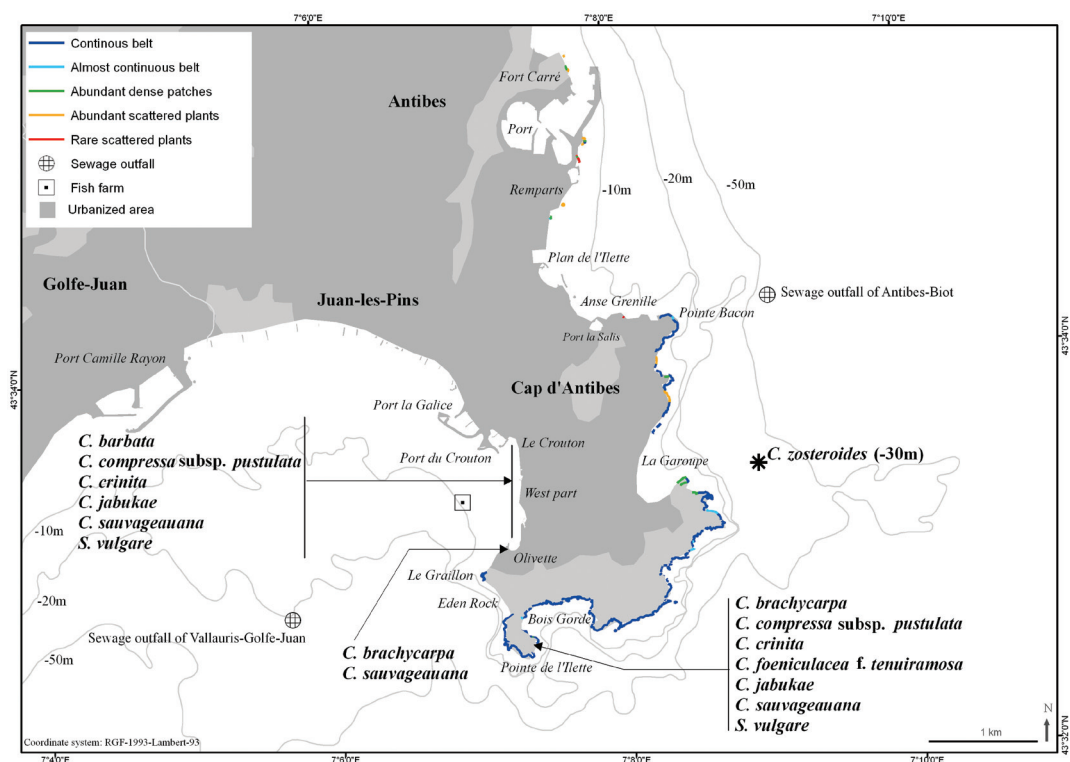 7°6'0"E
7°8'0"E
7°10'0"E
Continous belt
Almost continuous belt
Abundant dense patches
Abundant scattered plants
Rare scattered plants
Sewage outfall
Fish farm
Urbanized area
Fort Carré
Antibes
Port
-10m
-20m
-50m
Remparts
Plan de l'Ilette
Golfe-Juan
Juan-les-Pins
Anse Grenille
Pointe Bacon
Sewage outfall of Antibes-Biot
Port la Salis
43°34'0"N
Port Camille Rayon
43°34'0"N
Cap d'Antibes
Port la Galice
Le Crouton
Port du Crouton
La Garoupe
C. zosteroides (-30m)
C. barbata
C. compressa subsp. pustulata
C. crinita
C. jabukae
C. sauvageauana
S. vulgare
West part
-10m
-20m
-50m
Olivette
Le Graillon
Eden Rock
Bois Gorde
Sewage outfall of Vallauris-Golfe-Juan
C. brachycarpa
C. sauvageauana
Pointe de l'Ilette
C. brachycarpa
C. compressa subsp. pustulata
C. crinita
C. foeniculacea f. tenuiramosa
C. jabukae
C. sauvageauana
S. vulgare
N
1 km
43°32'0"N
Coordinate system: RGF-1993-Lambert-93
7°4'0"E
7°6'0"E
7°8'0"E
7°10'0"E